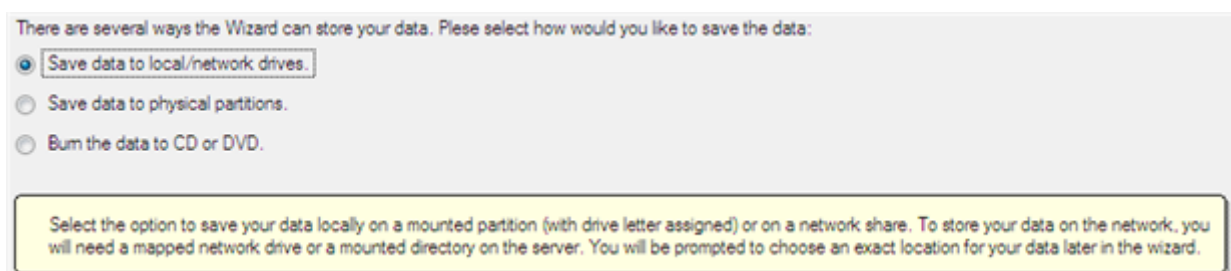 There are several ways the Wizard can store your data. Plese select how would you like to save the data:
Save data to local/network drives.
Save data to physical partitions.
Burn the data to CD or DVD.
Select the option to save your data locally on a mounted partition (with drive letter assigned) or on a network share. To store your data on the network, you
will need a mapped network drive or a mounted directory on the server. You will be prompted to choose an exact location for your data later in the wizard.